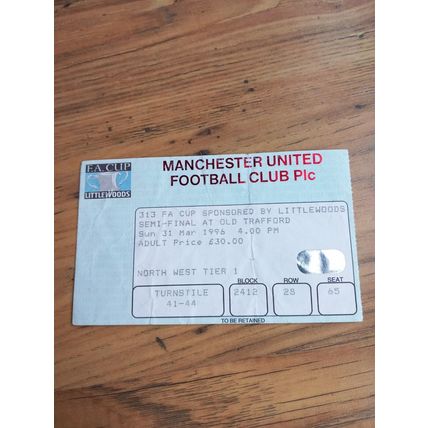 F.A. CUP
LITTLEWOODS
MANCHESTER UNITED
FOOTBALL CLUB Plc
313 FA CUP SPONSORED BY LITTLEWOODS
SEMI-FINAL AT OLD TRAFFORD
Sun 31 Mar 1996 4.00 PM
ADULT Price £30.00
NORTH WEST TIER 1
BLOCK ROW SEAT
TURNSTILE 2412 23 65
41-44
TO BE RETAINED